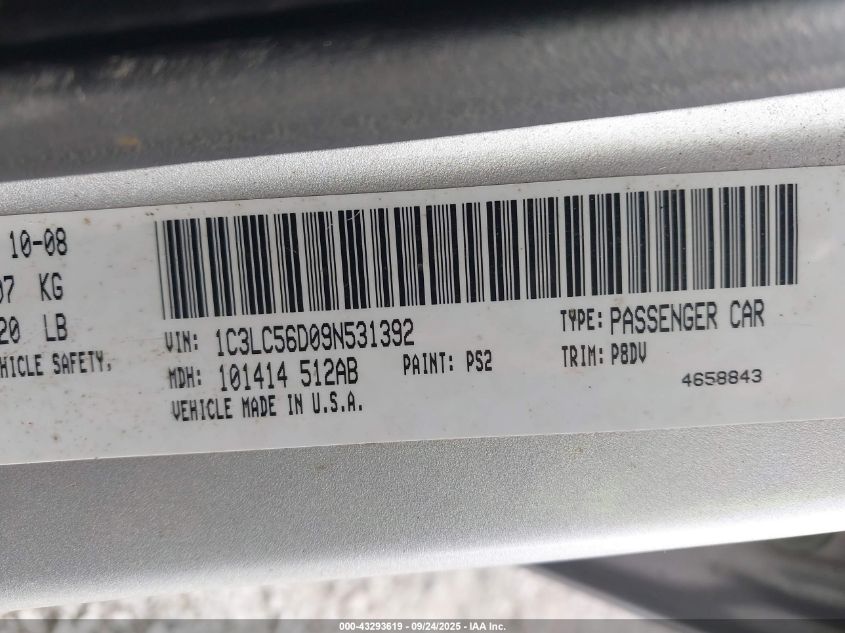 10-08
07 KG
20 LB
HICLE SAFETY,
VIN: 1C3LC56D09N531392
TYPE: PASSENGER CAR
MDH: 101414 512AB
PAINT: PS2
TRIM: P8DV
VEHICLE MADE IN U.S.A.
4658843
000-43293619 - 09/24/2025 - IAA Inc.